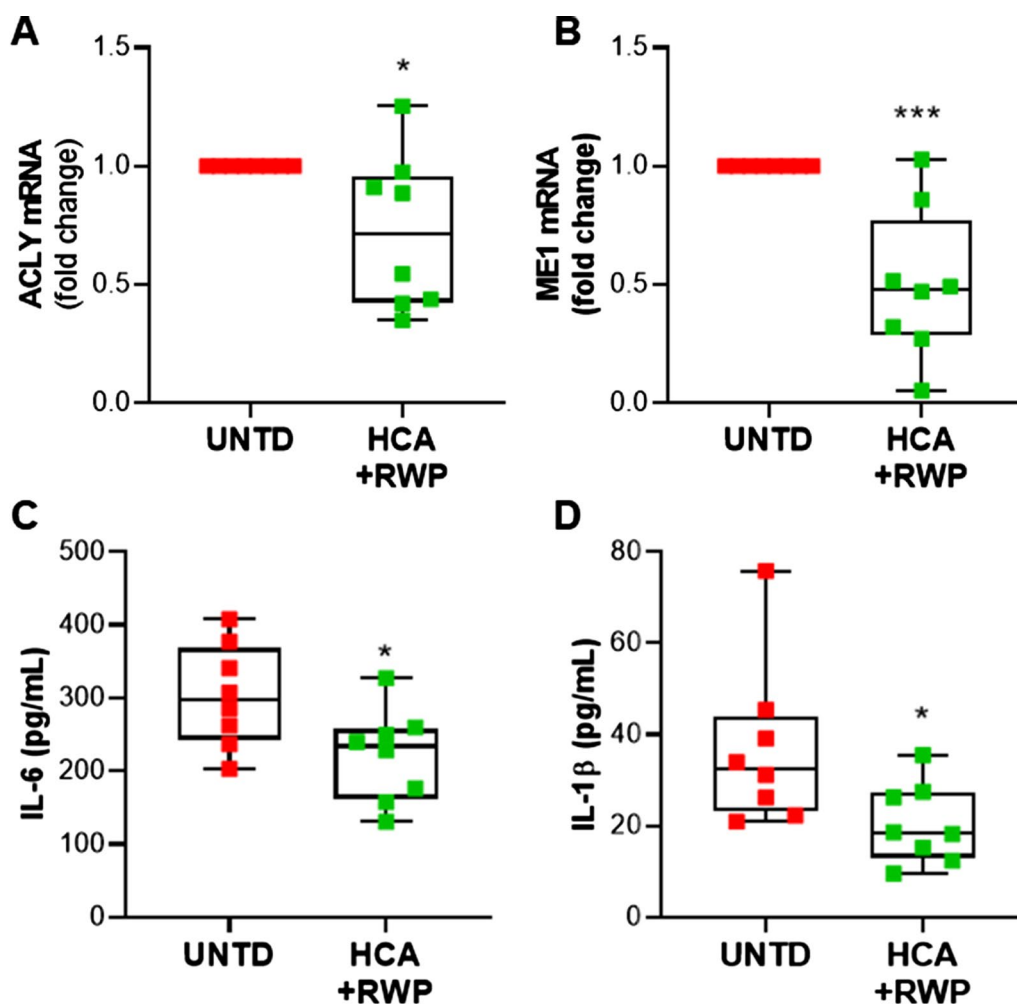 A
ACLY mRNA
(fold change)
1.5
1.0
0.5
0.0
*
UNTD
HCA
+RWP
B
ME1 mRNA
(fold change)
1.5
1.0
0.5
0.0
***
UNTD
HCA
+RWP
C
IL-6 (pg/mL)
500
400
300
200
100
0
*
UNTD
HCA
+RWP
D
IL-1β (pg/mL)
80
60
40
20
0
*
UNTD
HCA
+RWP